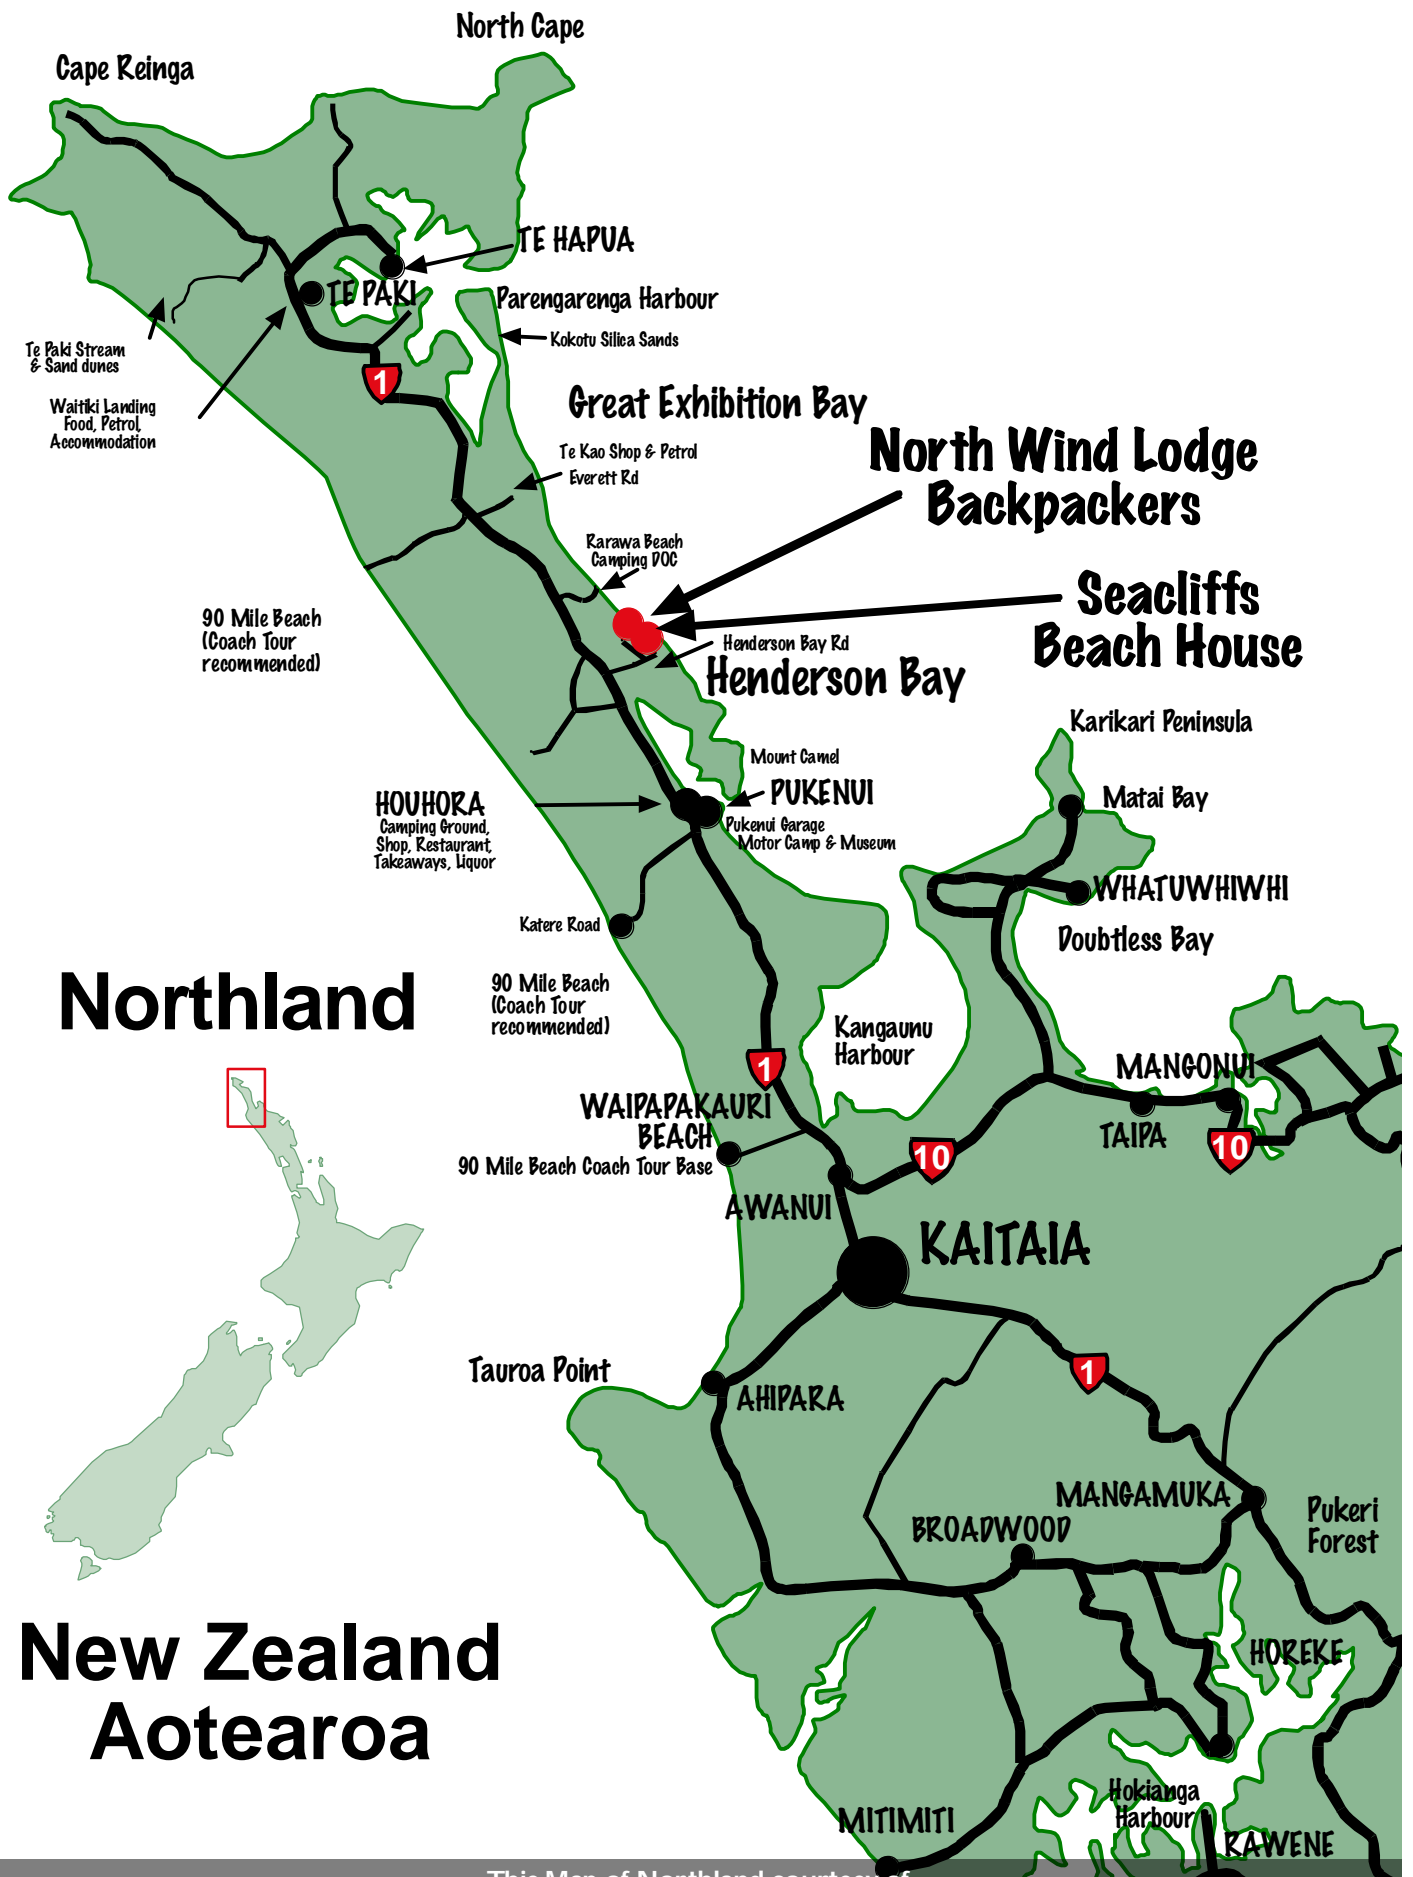 North Cape
Cape Reinga
TE HAPUA
TE PAKI
Parengarenga Harbour
Kokotu Silica Sands
Te Paki Stream
& Sand dunes
1
Waitiki Landing
Food, Petrol,
Accommodation
Great Exhibition Bay
North Wind Lodge
Backpackers
Te Kao Shop & Petrol
Everett Rd
Rarawa Beach
Camping DOC
Seacliffs
Beach House
90 Mile Beach
(Coach Tour
recommended)
Henderson Bay Rd
Henderson Bay
Karikari Peninsula
Mount Camel
PUKENUI
Matai Bay
HOUHORA
Camping Ground,
Shop, Restaurant,
Takeaways, Liquor
Pukenui Garage
Motor Camp & Museum
WHATUWHIWHI
Katere Road
Doubtless Bay
Northland
90 Mile Beach
(Coach Tour
recommended)
Kangaunu
Harbour
1
MANGONUI
WAIPAPAKAURI
BEACH
90 Mile Beach Coach Tour Base
TAIPA
10
10
AWANUI
KAITAIA
Tauroa Point
1
AHIPARA
MANGAMUKA
Pukeri
Forest
BROADWOOD
New Zealand
Aotearoa
HOREKE
Hokianga
Harbour
MITIMITI
RAWENE
This Map of Northland courtesy of